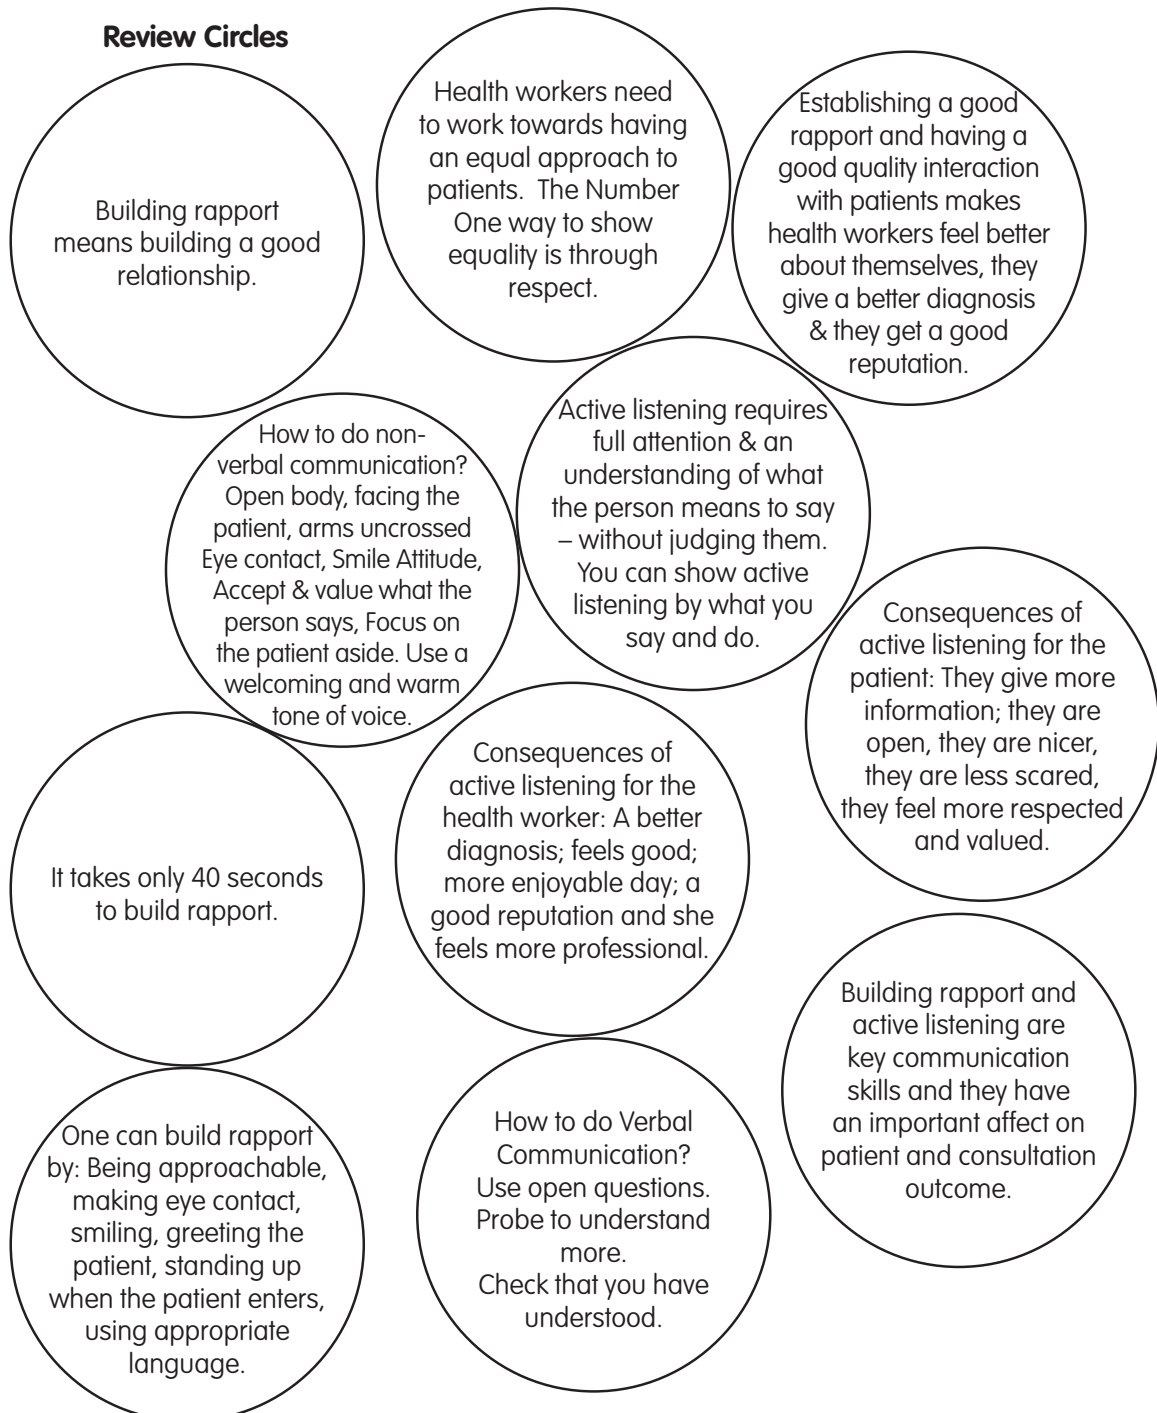 Review Circles
Building rapport
means building a good
relationship.
Health workers need
to work towards having
an equal approach to
patients.  The Number
One way to show
equality is through
respect.
Establishing a good
rapport and having a
good quality interaction
with patients makes
health workers feel better
about themselves, they
give a better diagnosis
& they get a good
reputation.
How to do non-
verbal communication?
Open body, facing the
patient, arms uncrossed
Eye contact, Smile Attitude,
Accept & value what the
person says, Focus on
the patient aside. Use a
welcoming and warm
tone of voice.
Active listening requires
full attention & an
understanding of what
the person means to say
– without judging them.
You can show active
listening by what you
say and do.
Consequences of
active listening for the
patient: They give more
information; they are
open, they are nicer,
they are less scared,
they feel more respected
and valued.
It takes only 40 seconds
to build rapport.
Consequences of
active listening for the
health worker: A better
diagnosis; feels good;
more enjoyable day; a
good reputation and she
feels more professional.
Building rapport and
active listening are
key communication
skills and they have
an important affect on
patient and consultation
outcome.
One can build rapport
by: Being approachable,
making eye contact,
smiling, greeting the
patient, standing up
when the patient enters,
using appropriate
language.
How to do Verbal
Communication?
Use open questions.
Probe to understand
more.
Check that you have
understood.